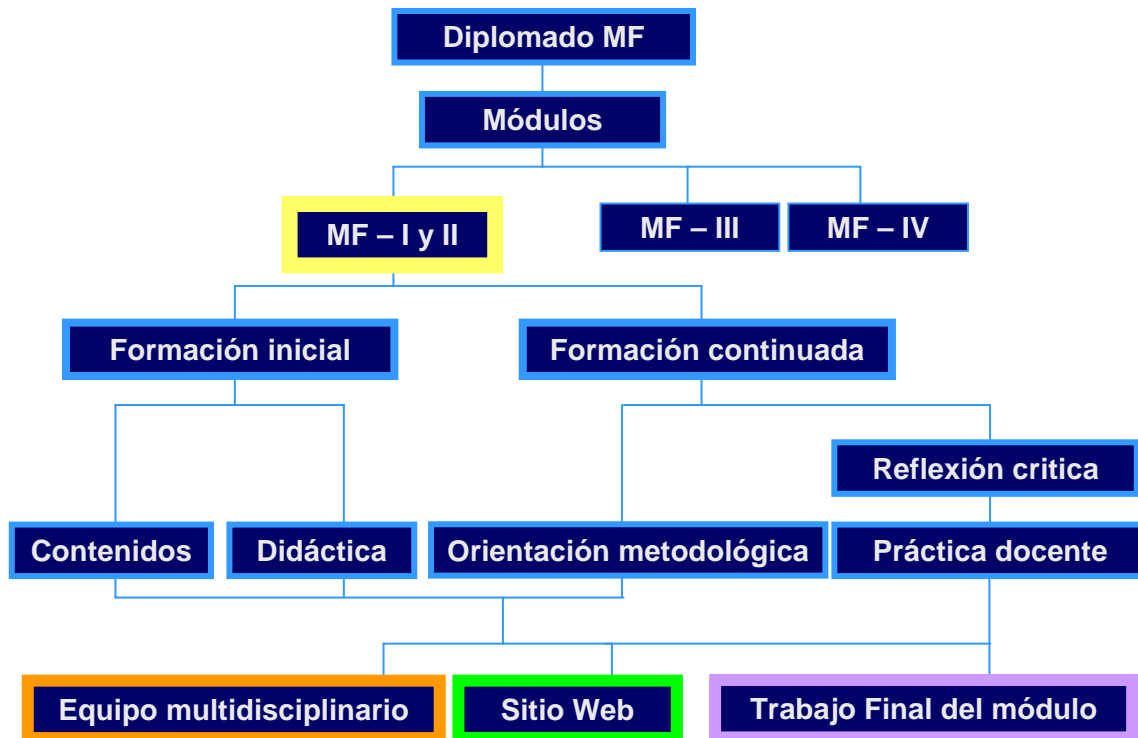 Diplomado MF
Módulos
MF – I y II
MF – III
MF – IV
Formación inicial
Formación continuada
Reflexión critica
Contenidos
Didáctica
Orientación metodológica
Práctica docente
Equipo multidisciplinario
Sitio Web
Trabajo Final del módulo